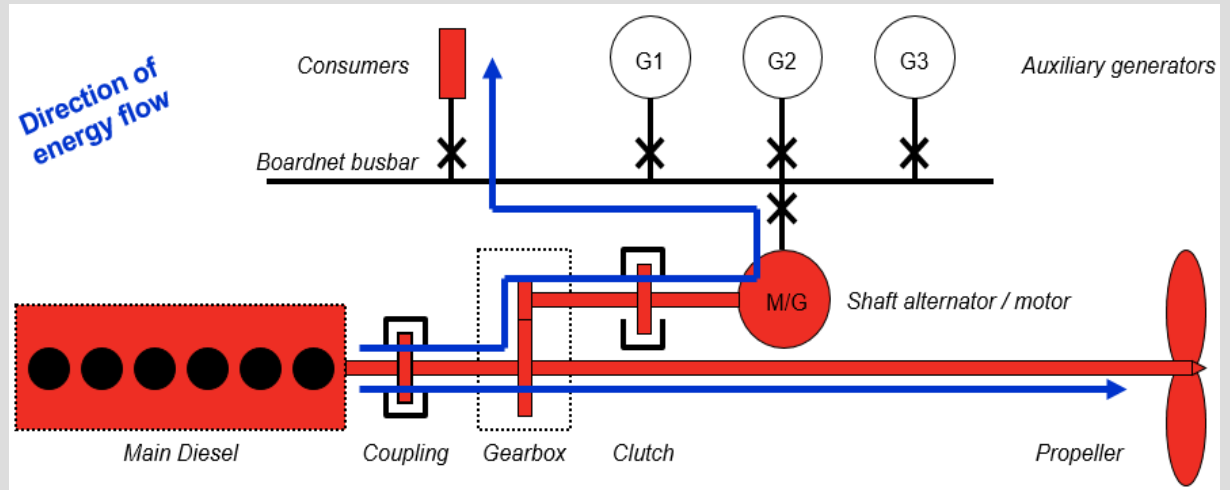 Direction of
energy flow
Consumers
G1
G2
G3
Auxiliary generators
Boardnet busbar
M/G
Shaft alternator / motor
Main Diesel
Coupling
Gearbox
Clutch
Propeller